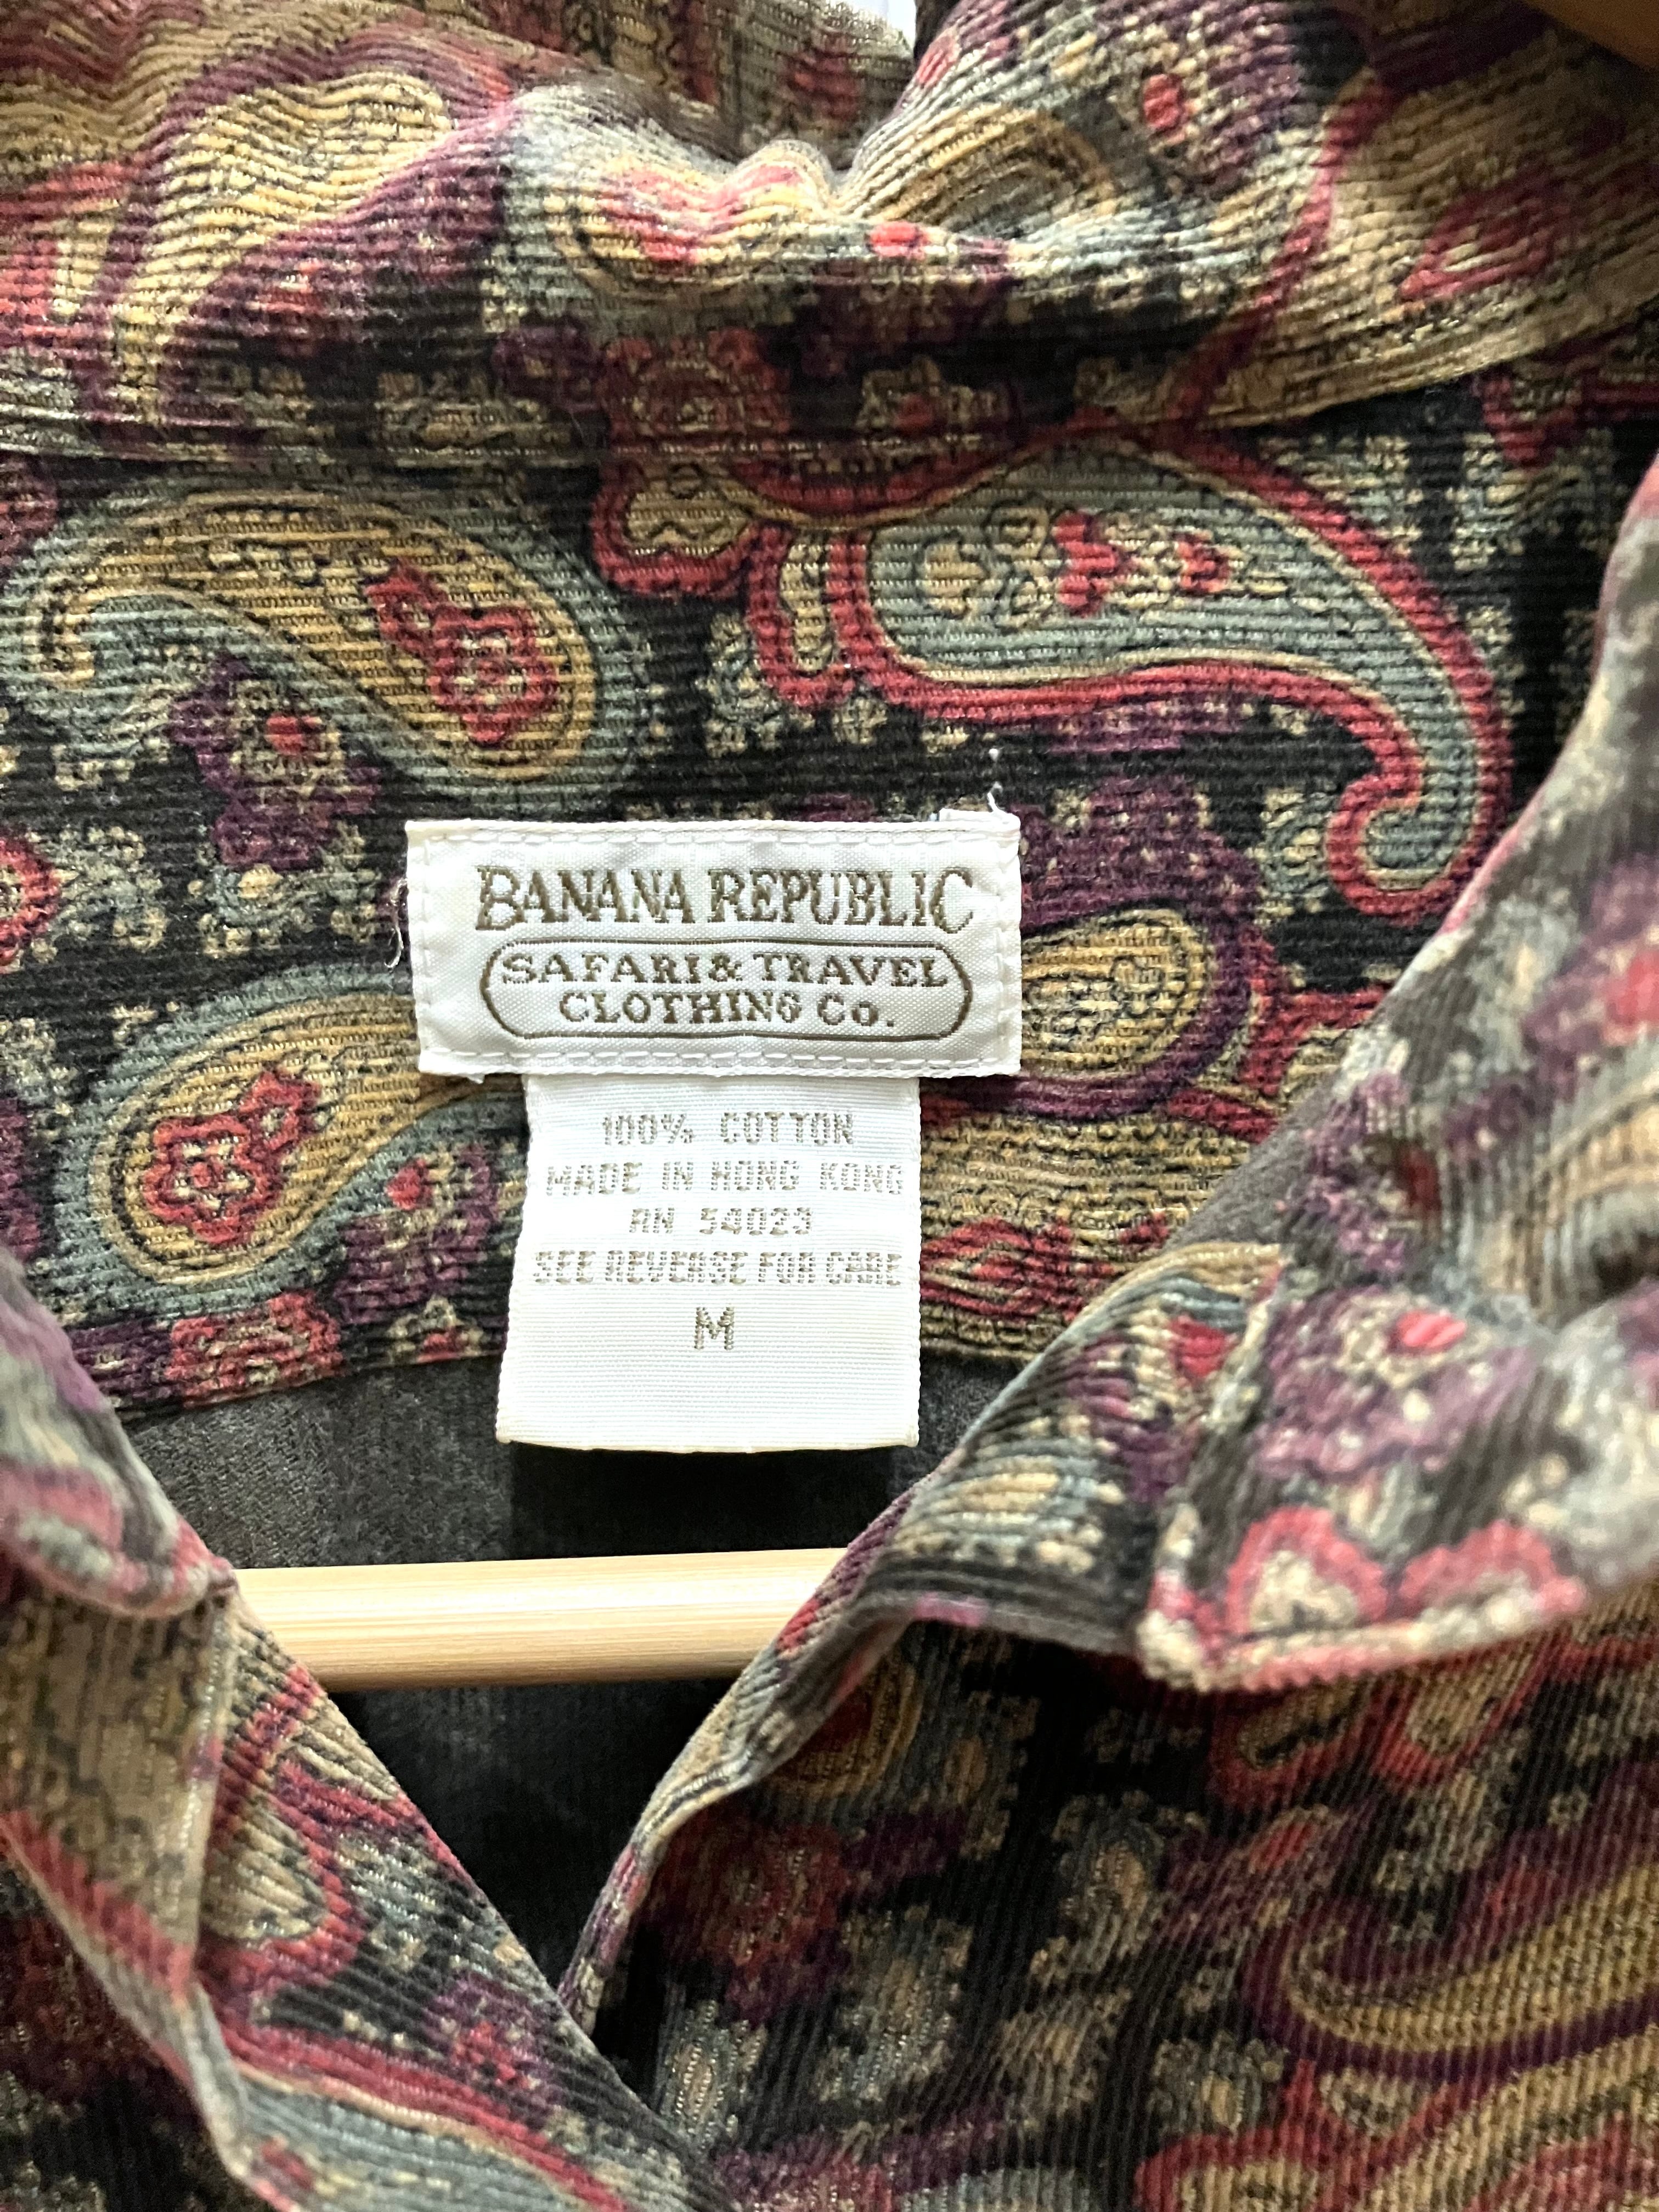 BANANA REPUBLIC
SAFARI & TRAVEL
CLOTHING Co.
100% COTTON
MADE IN HONG KONG
RN 54023
SEE REVERSE FOR CARE
M